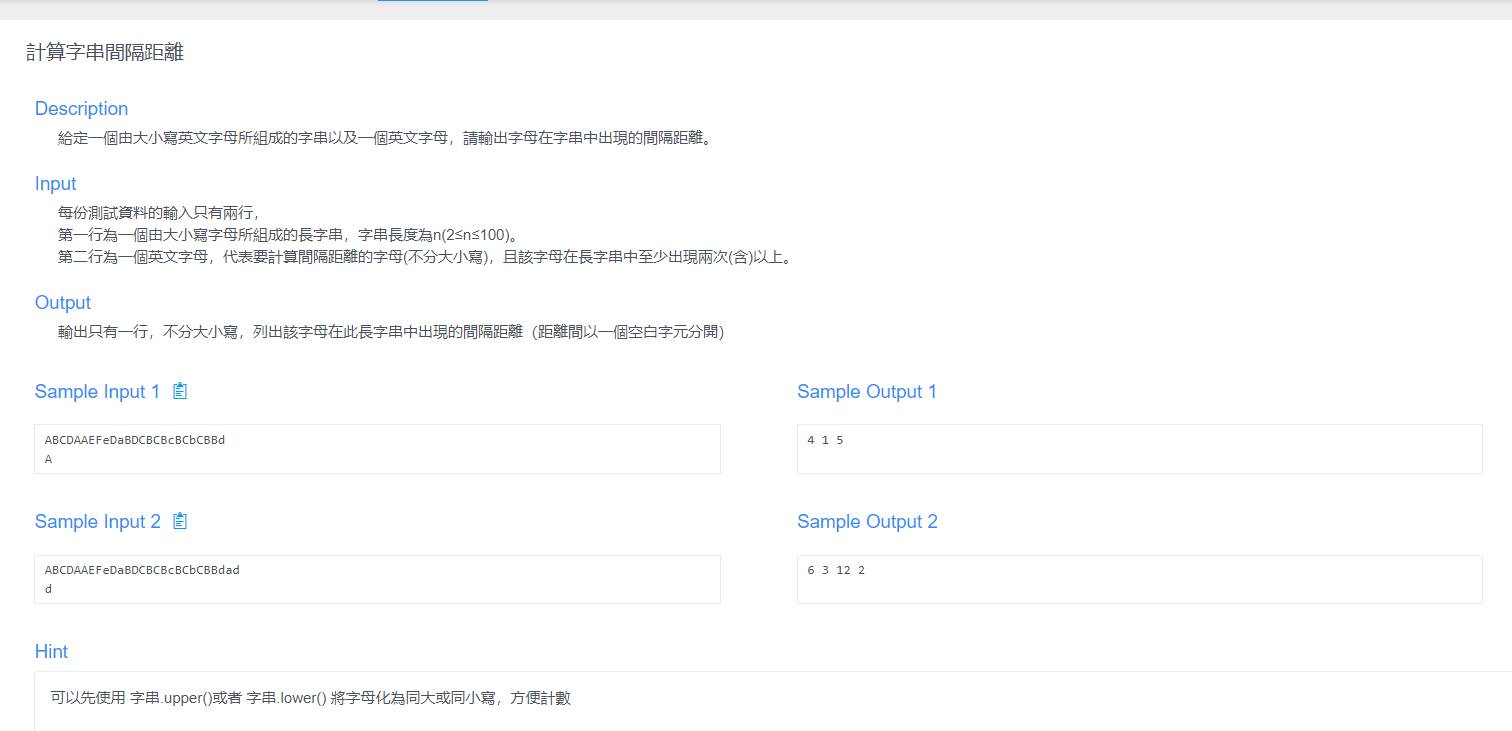 計算字串間隔距離
Description
給定一個由大小寫英文字母所組成的字串以及一個英文字母，請輸出字母在字串中出現的間隔距離。
Input
每份測試資料的輸入只有兩行，
第一行為一個由大小寫字母所組成的長字串，字串長度為n(2≤n≤100)。
第二行為一個英文字母，代表要計算間隔距離的字母(不分大小寫)，且該字母在長字串中至少出現兩次(含)以上。
Output
輸出只有一行，不分大小寫，列出該字母在此長字串中出現的間隔距離（距離間以一個空白字元分開）
Sample Input 1
ABCDAAEFeDaBDCBCBcBCbCBBd
A
Sample Output 1
4 1 5
Sample Input 2
ABCDAAEFeDaBDCBCBcBCbCBBdad
d
Sample Output 2
6 3 12 2
Hint
可以先使用 字串.upper()或者 字串.lower() 將字母化為同大或同小寫，方便計數